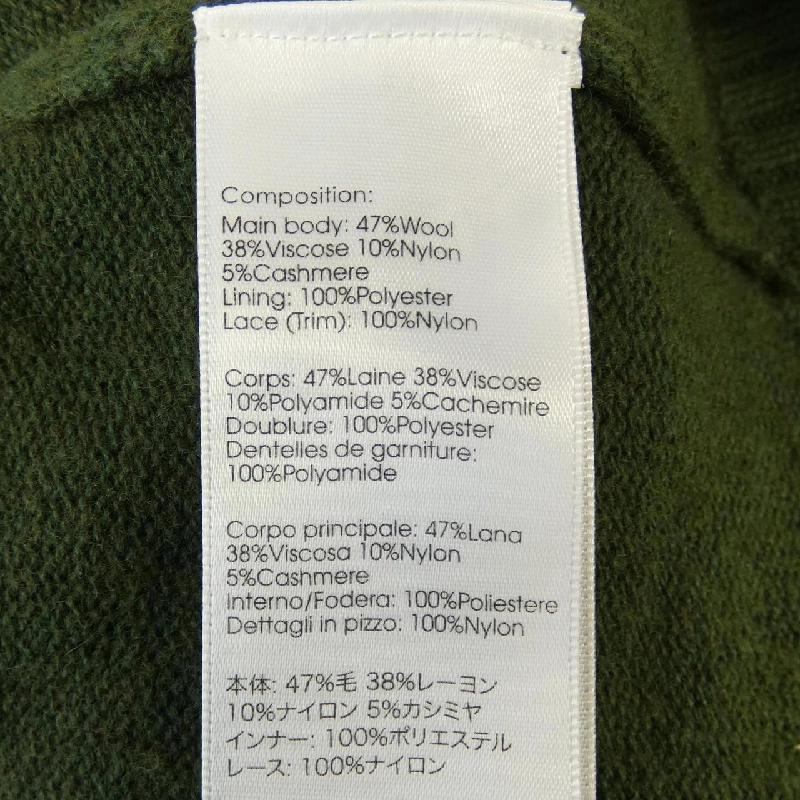 Composition:
Main body: 47%Wool
38%Viscose 10%Nylon
5%Cashmere
Lining: 100%Polyester
Lace (Trim): 100%Nylon
Corps: 47%Laine 38%Viscose
10%Polyamide 5%Cachemire
Doublure: 100%Polyester
Dentelles de garniture:
100%Polyamide
Corpo principale: 47%Lana
38%Viscosa 10%Nylon
5%Cashmere
Interno/Fodera: 100%Poliestere
Dettagli in pizzo: 100%Nylon
本体: 47%毛 38%レーヨン
10%ナイロン 5%カシミヤ
インナー: 100%ポリエステル
レース: 100%ナイロン